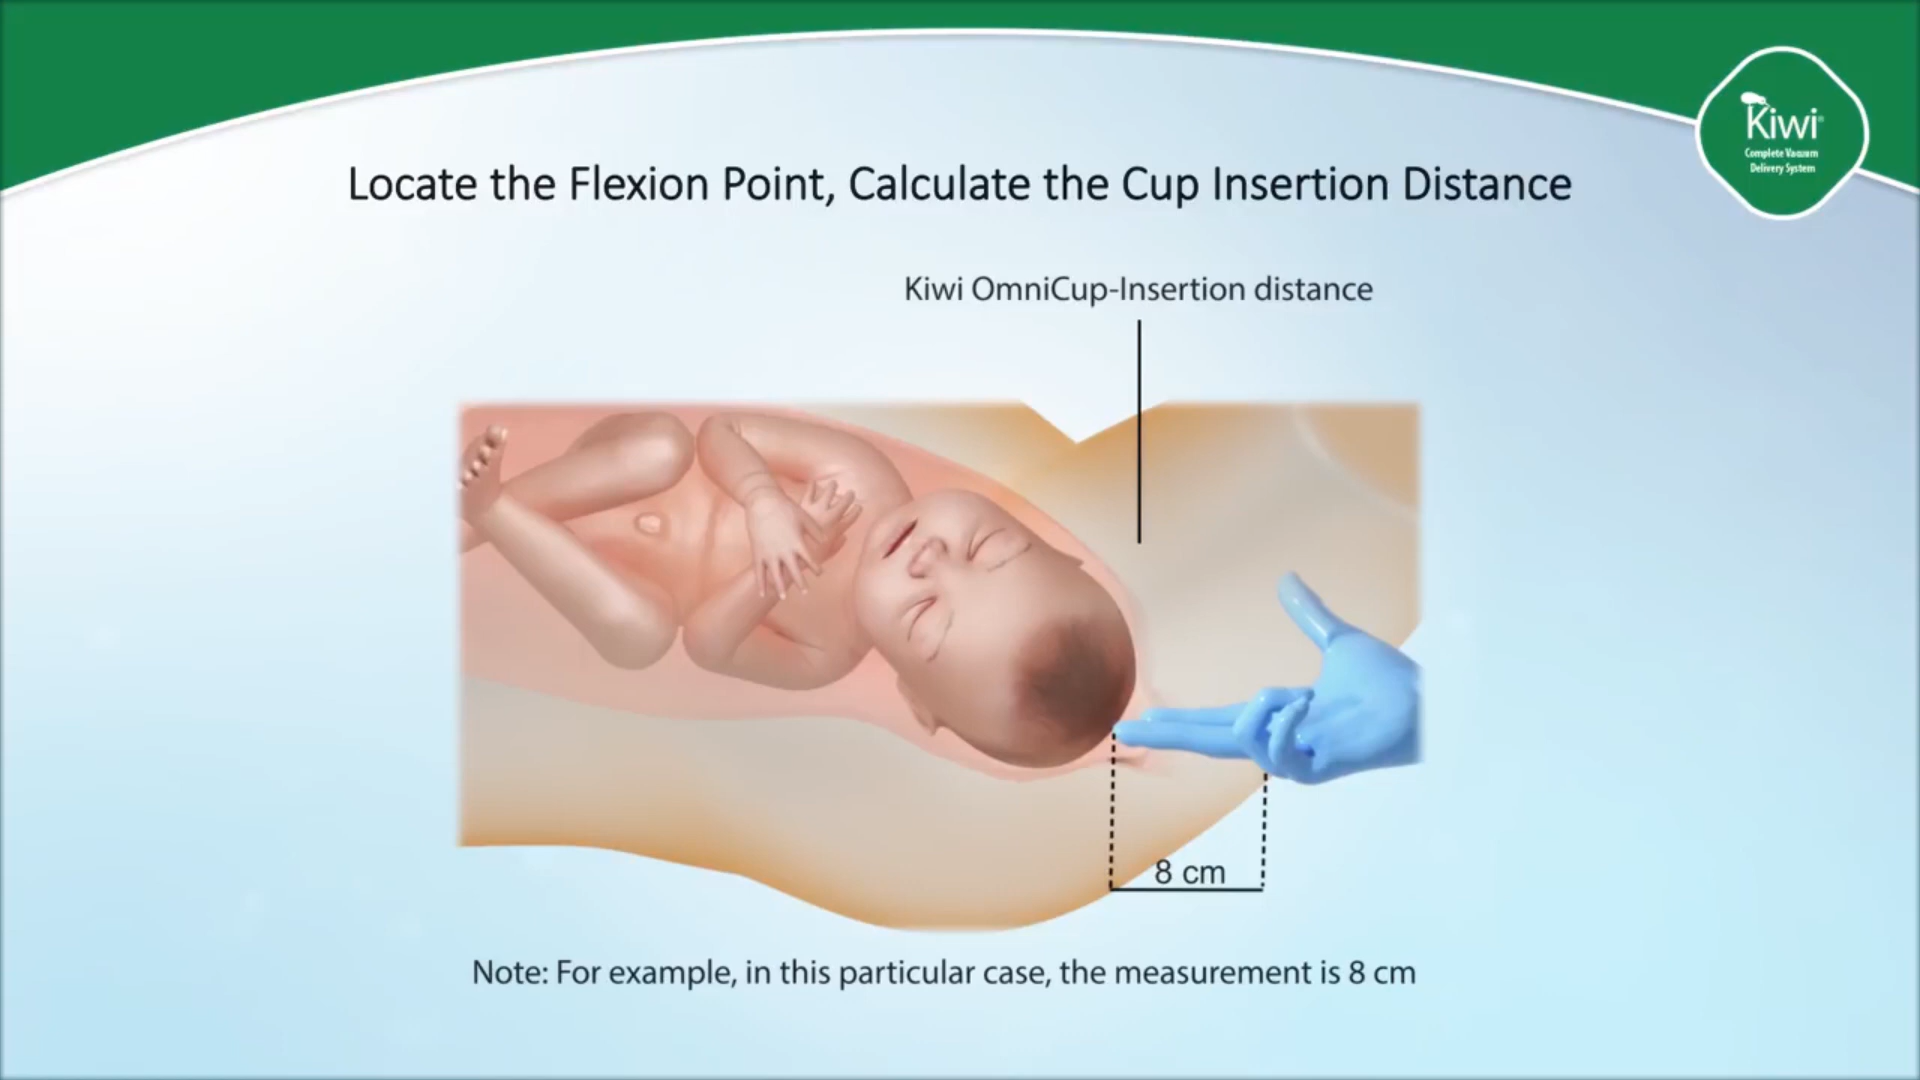 Kiwi®
Complete Vacuum
Delivery System
Locate the Flexion Point, Calculate the Cup Insertion Distance
Kiwi OmniCup-Insertion distance
8 cm
Note: For example, in this particular case, the measurement is 8 cm